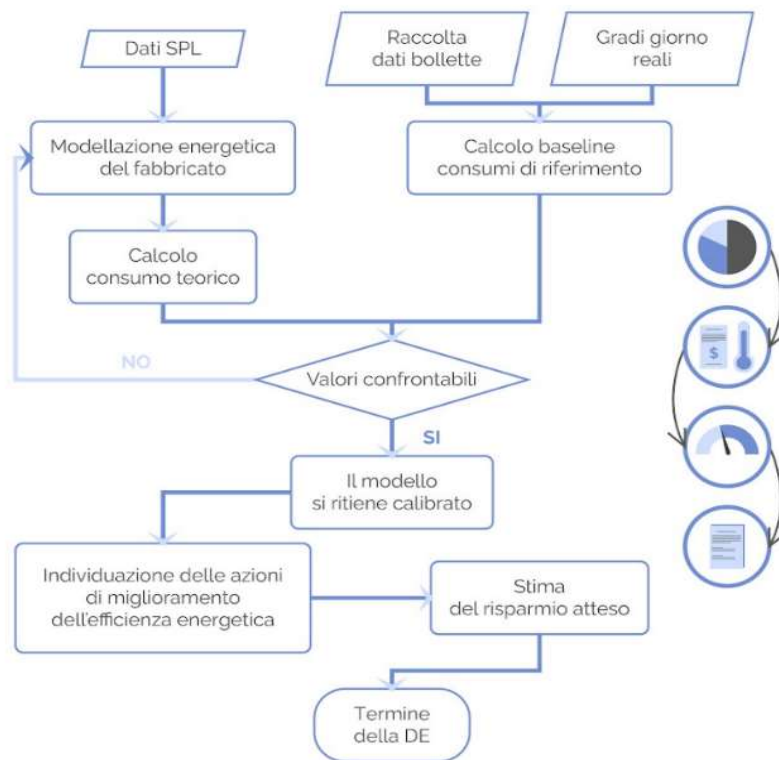 Dati SPL
Raccolta
dati bollette
Gradi giorno
reali
Modellazione energetica
del fabbricato
Calcolo baseline
consumi di riferimento
Calcolo
consumo teorico
$
NO
Valori confrontabili
SI
Il modello
si ritiene calibrato
Individuazione delle azioni
di miglioramento
dell'efficienza energetica
Stima
del risparmio atteso
Termine
della DE